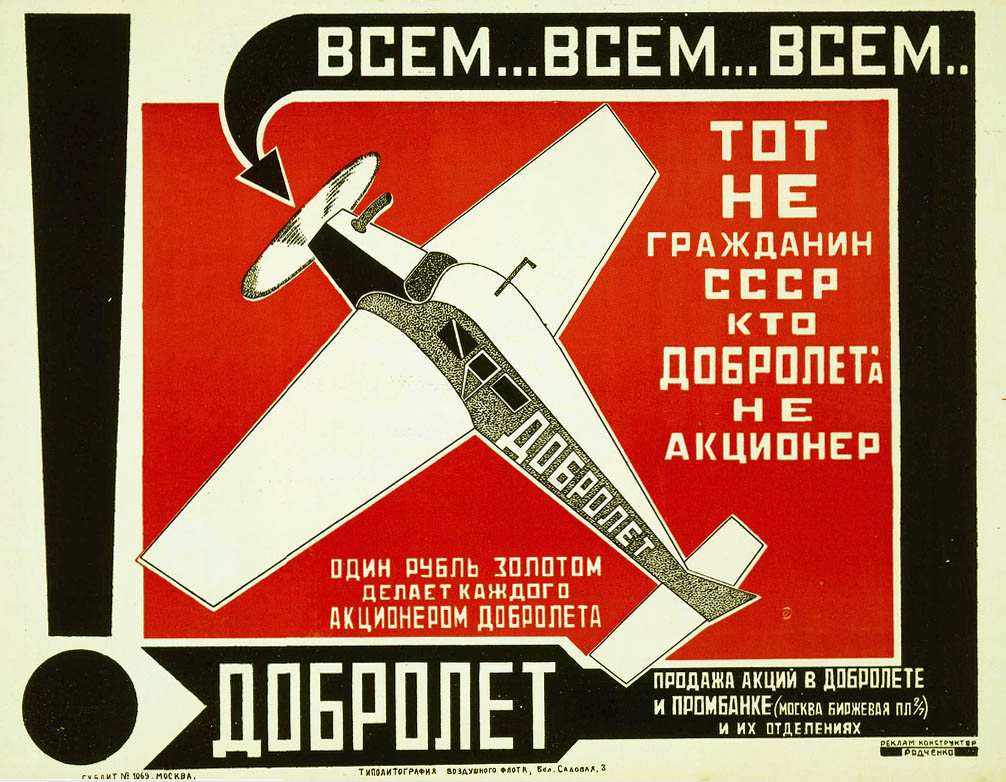 ВСЕМ...ВСЕМ...ВСЕМ..
ТОТ
НЕ
ГРАЖДАНИН
СССР
КТО
ДОБРОЛЕТ'А
НЕ
АКЦИОНЕР
ДОБРОЛЕТ
ОДИН РУБЛЬ ЗОЛОТОМ
ДЕЛАЕТ КАЖДОГО
АКЦИОНЕРОМ ДОБРОЛЕТА
!
ДОБРОЛЕТ
ПРОДАЖА АКЦИЙ В ДОБРОЛЕТЕ
И ПРОМБАНКЕ (МОСКВА БИРЖЕВАЯ ПЛ 2/7)
И ИХ ОТДЕЛЕНИЯХ
РЕКЛАМ КОНСТРУКТОР
РОДЧЕНКО
ГУБЛИТ № 1069. МОСКВА.
ТИПОЛИТОГРАФИЯ ВОЗДУШНОГО ФЛОТА, Бол. САДОВАЯ, 3